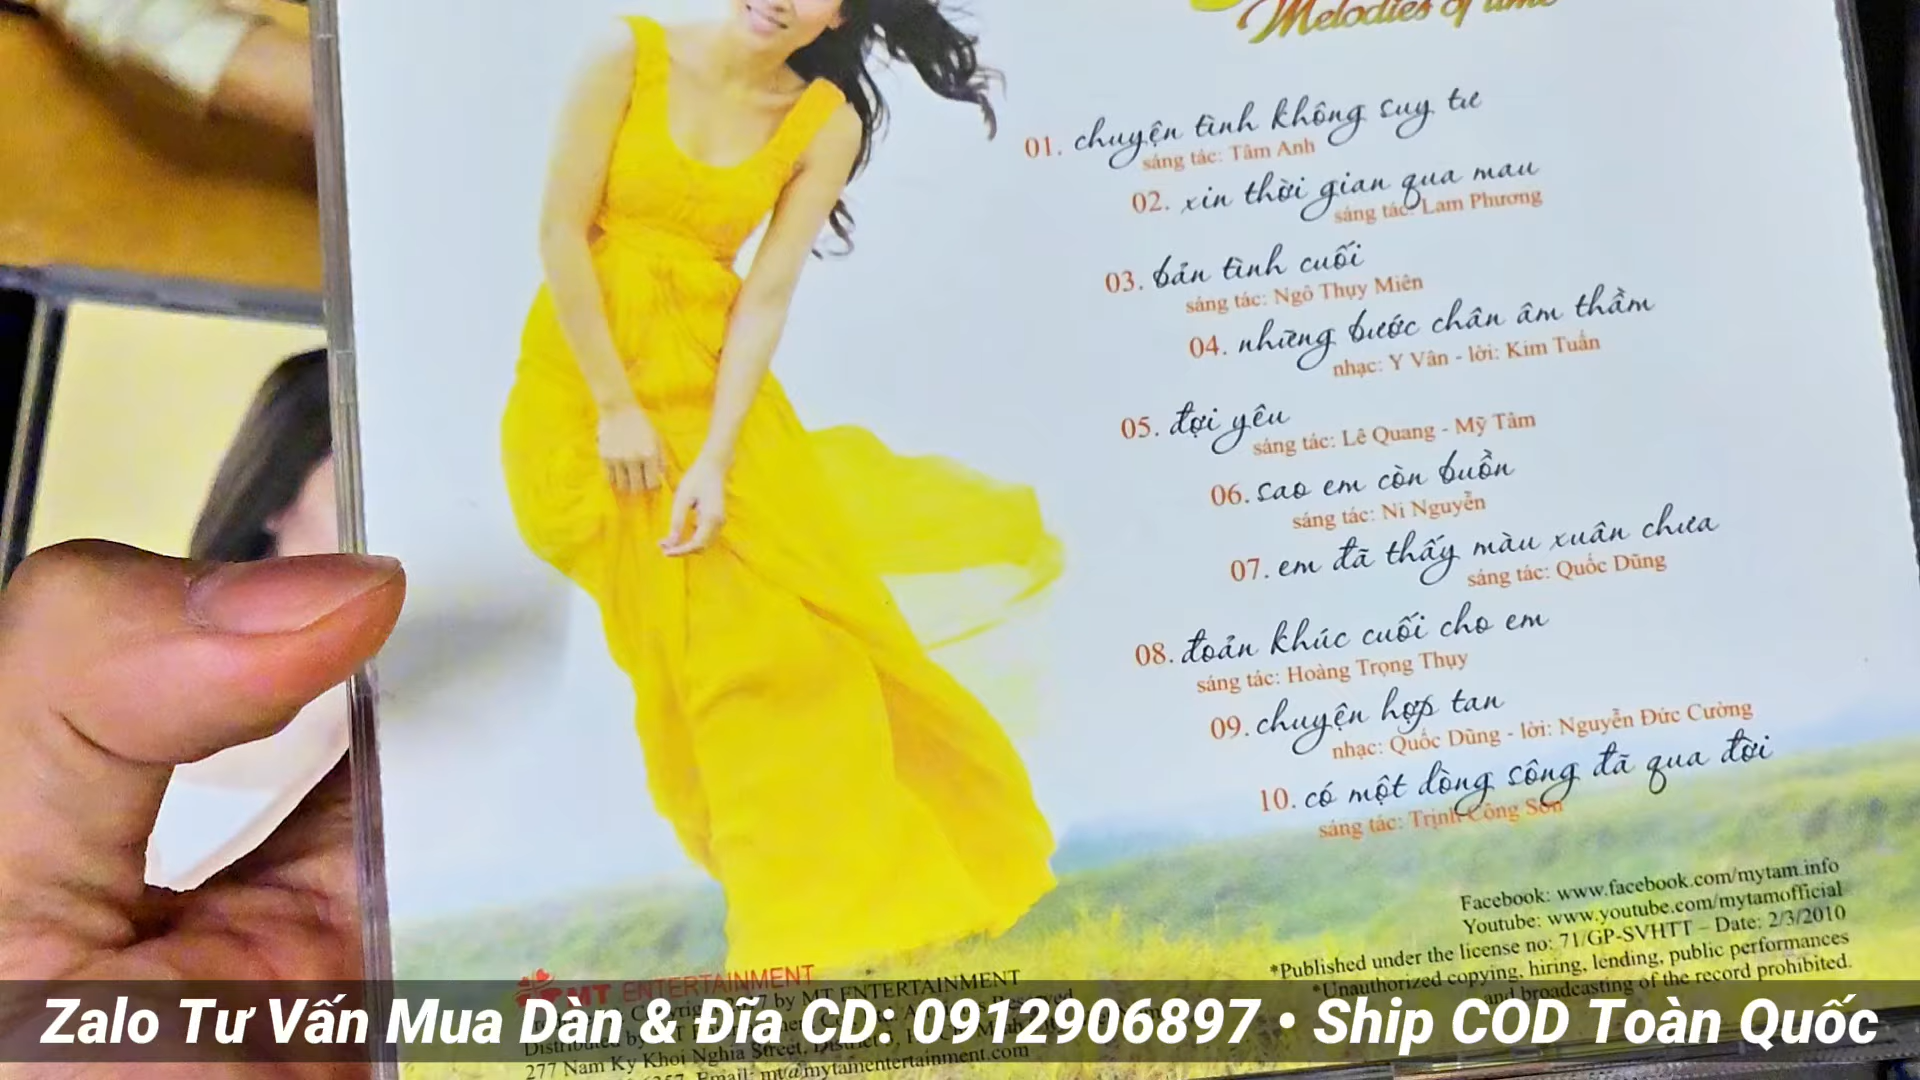 Melodies of time
01. chuyện tình không suy tư
sáng tác: Tâm Anh
02. xin thời gian qua mau
sáng tác: Lam Phương
03. bản tình cuối
sáng tác: Ngô Thụy Miên
04. những bước chân âm thầm
nhạc: Y Vân - lời: Kim Tuấn
05. đợi yêu
sáng tác: Lê Quang - Mỹ Tâm
06. sao em còn buồn
sáng tác: Ni Nguyễn
07. em đã thấy màu xuân chưa
sáng tác: Quốc Dũng
08. đoản khúc cuối cho em
sáng tác: Hoàng Trọng Thụy
09. chuyện hợp tan
nhạc: Quốc Dũng - lời: Nguyễn Đức Cường
10. có một dòng sông đã qua đời
sáng tác: Trịnh Công Sơn
Facebook: www.facebook.com/mytam.info
Youtube: www.youtube.com/mytamofficial
*Published under the license no: 71/GP-SVHTT – Date: 2/3/2010
*Unauthorized copying, hiring, lending, public performances
and broadcasting of the record prohibited.
MT ENTERTAINMENT
by MT ENTERTAINMENT
Distributed by
277 Nam Ky Khoi Nghia Street,
Email: mt@mytamentertainment.com
Zalo Tư Vấn Mua Dàn & Đĩa CD: 0912906897 • Ship COD Toàn Quốc